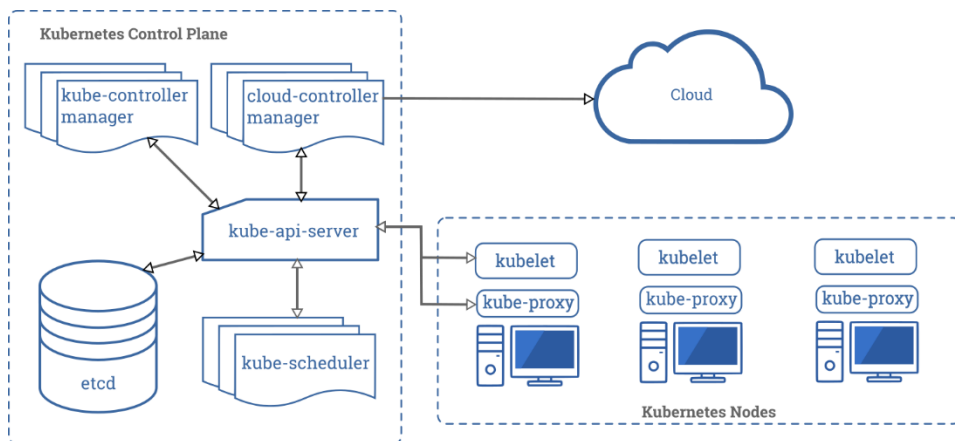 Kubernetes Control Plane
kube-controller
manager
cloud-controller
manager
Cloud
kube-api-server
kubelet
kubelet
kubelet
kube-proxy
kube-proxy
kube-proxy
etcd
kube-scheduler
Kubernetes Nodes